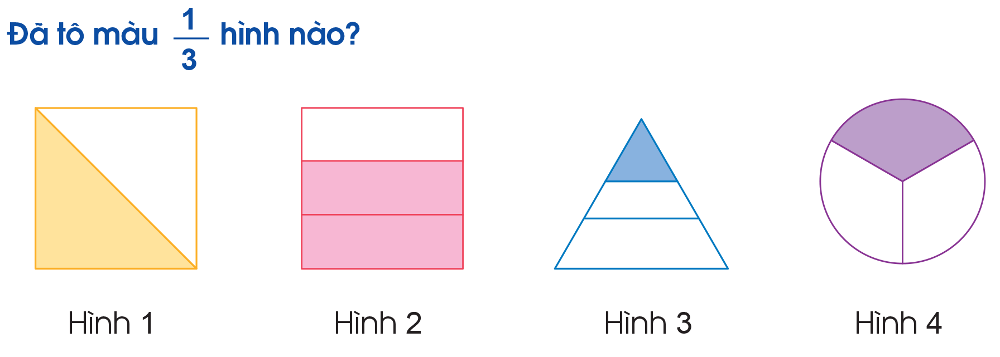 Đã tô màu 1/3 hình nào?
Hình 1 Hình 2 Hình 3 Hình 4